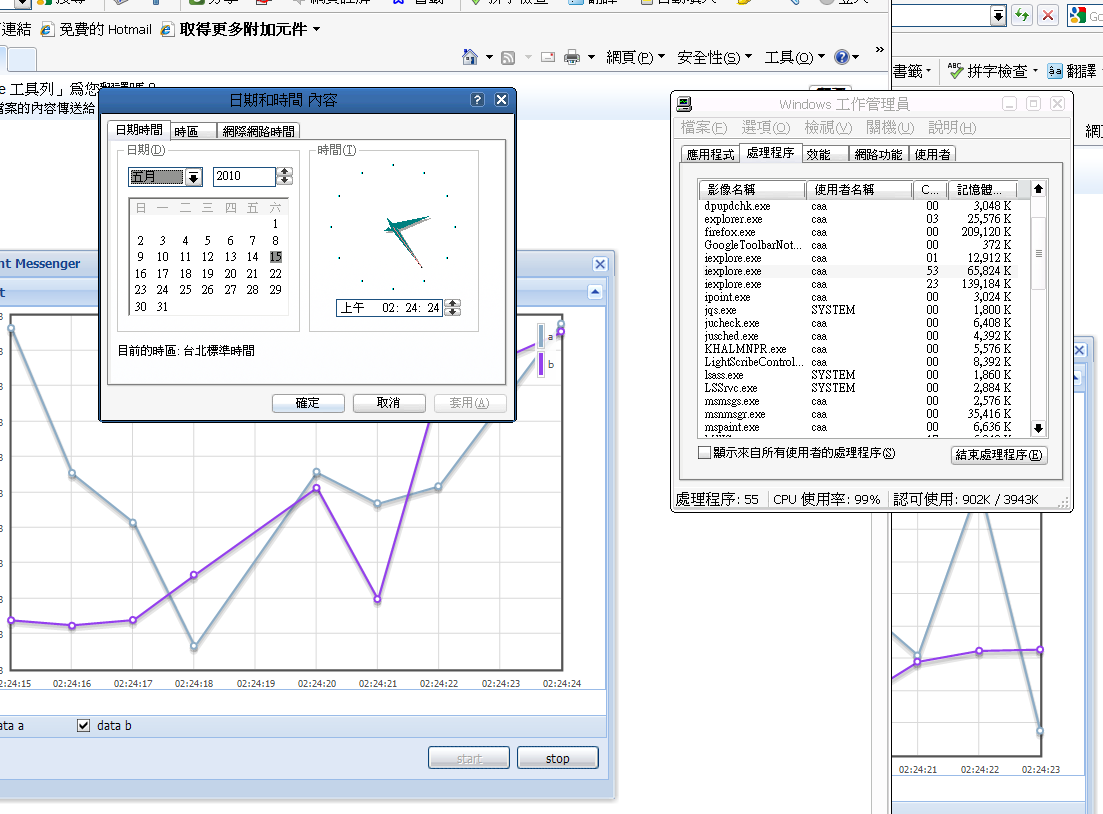 連結 免費的 Hotmail 取得更多附加元件
網頁(P) 安全性(S) 工具(O) »
書籤 拼字檢查 翻譯
e 工具列」為您翻譯嗎?
檔案的內容傳送給
日期和時間 內容
日期時間 時區 網際網路時間
日期(D)
五月 2010
日 一 二 三 四 五 六
1
2 3 4 5 6 7 8
9 10 11 12 13 14 15
16 17 18 19 20 21 22
23 24 25 26 27 28 29
30 31
時間(T)
上午 02: 24: 24
目前的時區: 台北標準時間
確定 取消 套用(A)
Windows 工作管理員
檔案(F) 選項(O) 檢視(V) 關機(U) 說明(H)
應用程式 處理程序 效能 網路功能 使用者
影像名稱 使用者名稱 C... 記憶體...
dpupdchk.exe caa 00 3,048 K
explorer.exe caa 03 25,576 K
firefox.exe caa 00 209,120 K
GoogleToolbarNot... caa 00 372 K
iexplore.exe caa 01 12,912 K
iexplore.exe caa 53 65,824 K
iexplore.exe caa 23 139,184 K
ipoint.exe caa 00 3,024 K
jqs.exe SYSTEM 00 1,800 K
jucheck.exe caa 00 6,408 K
jusched.exe caa 00 4,392 K
KHALMNPR.exe caa 00 5,576 K
LightScribeControl... caa 00 8,392 K
lsass.exe SYSTEM 00 1,860 K
LSSrvc.exe SYSTEM 00 2,884 K
msmsgs.exe caa 00 2,576 K
msnmsgr.exe caa 00 35,416 K
mspaint.exe caa 00 6,636 K
顯示來自所有使用者的處理程序(S)
結束處理程序(E)
處理程序: 55 CPU 使用率: 99% 認可使用: 902K / 3943K
nt Messenger
t
a
b
2:24:15 02:24:16 02:24:17 02:24:18 02:24:19 02:24:20 02:24:21 02:24:22 02:24:23 02:24:24
ata a data b
start stop
02:24:21 02:24:22 02:24:23